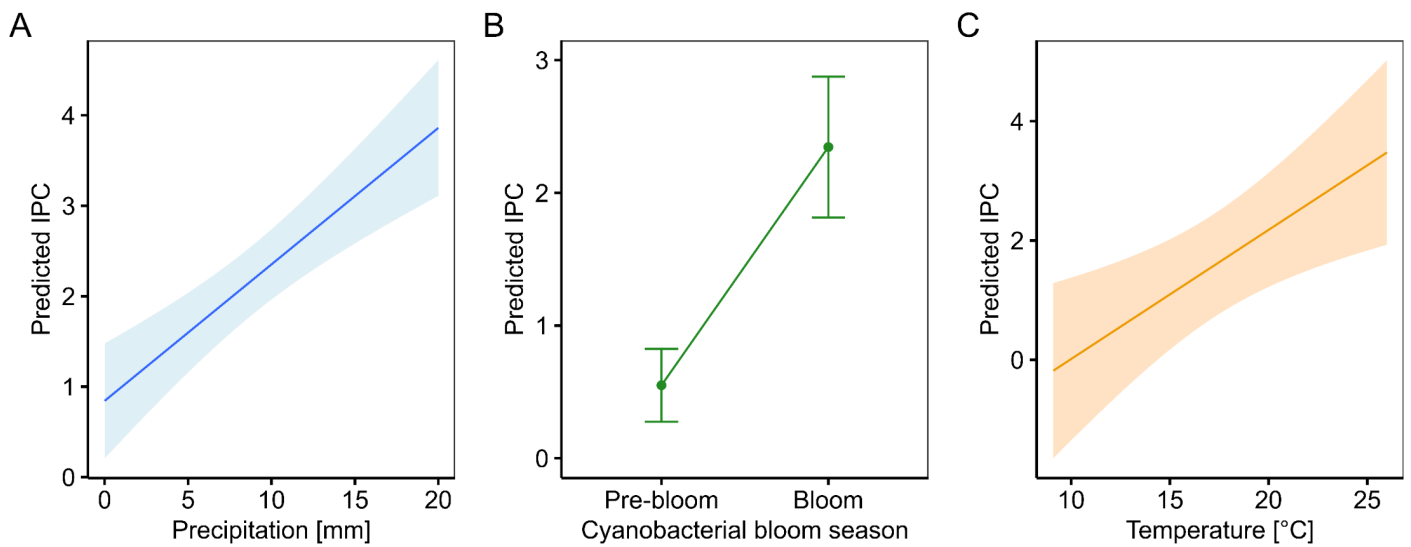 A
Predicted IPC
4
3
2
1
0
0 5 10 15 20
Precipitation [mm]
B
Predicted IPC
3
2
1
0
Pre-bloom Bloom
Cyanobacterial bloom season
C
Predicted IPC
4
2
0
10 15 20 25
Temperature [°C]